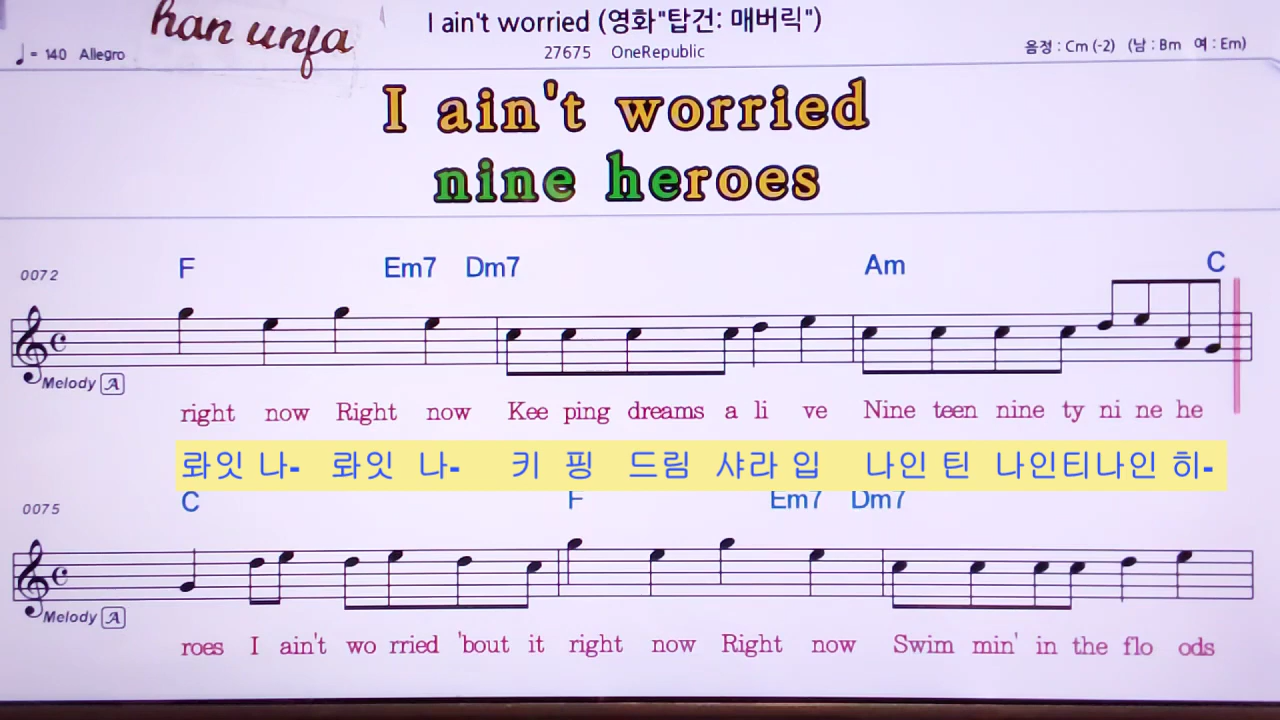 han unfa
I ain't worried (영화"탑건: 매버릭")
♩= 140 Allegro
27675 OneRepublic
음정 : Cm (-2) (남 : Bm 여 : Em)
I ain't worried
nine heroes
0072 F Em7 Dm7 Am C
Melody A
right now Right now Kee ping dreams a li ve Nine teen nine ty ni ne he
롸잇 나- 롸잇 나- 키 핑 드림 샤라 입 나인 틴 나인티나인 히-
0075 C F Em7 Dm7
Melody A
roes I ain't wo rried 'bout it right now Right now Swim min' in the flo ods